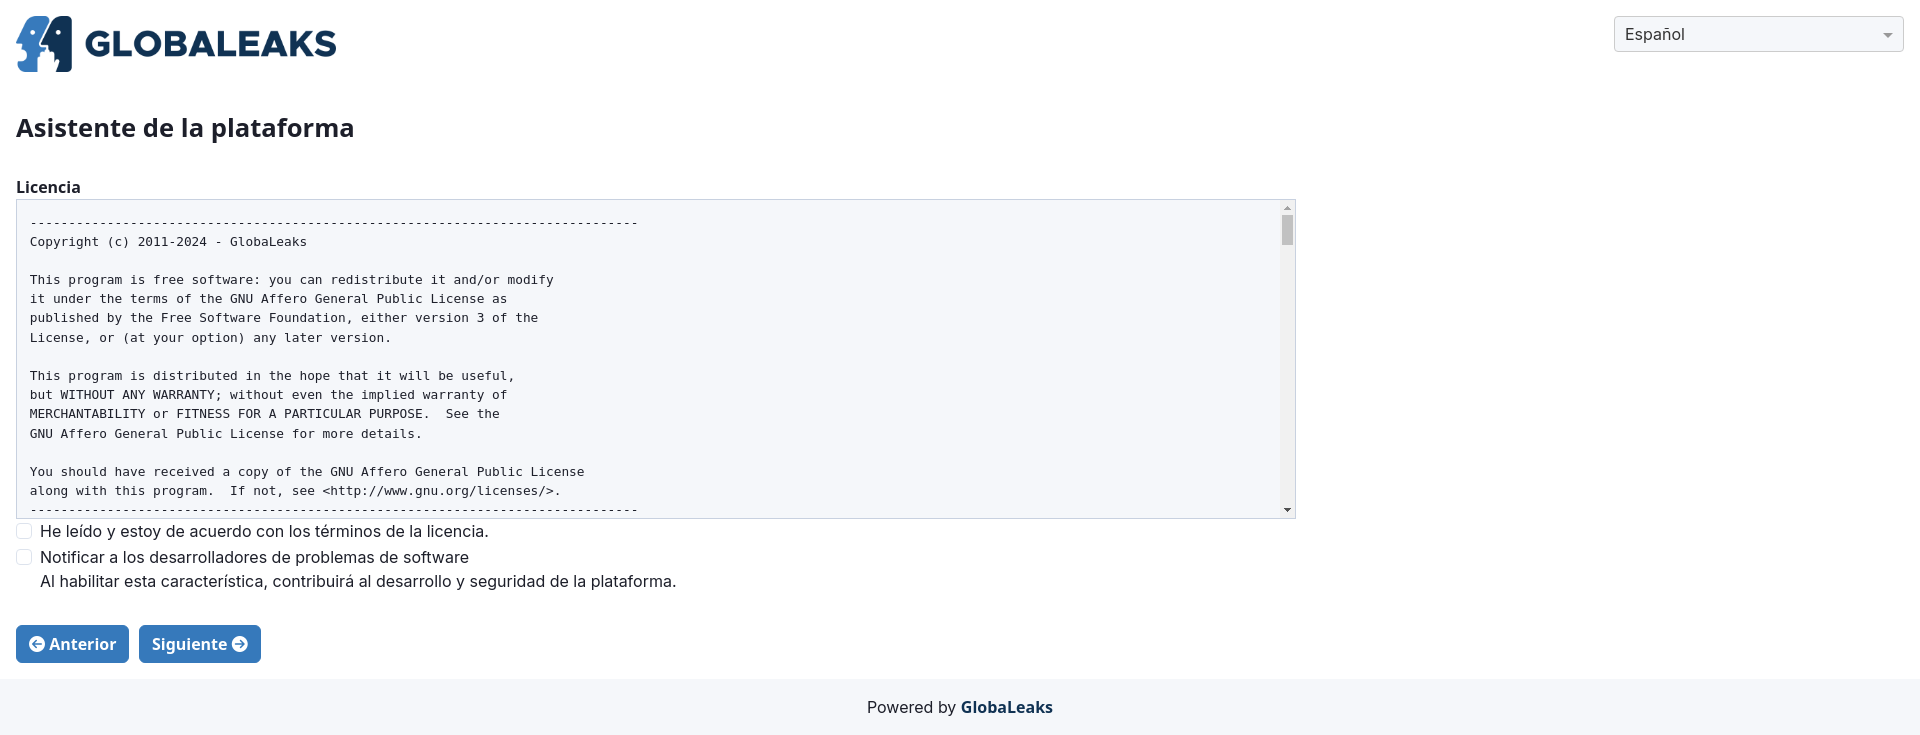 GLOBALEAKS
Español
Asistente de la plataforma
Licencia
-------------------------------------------------------------------------------
Copyright (c) 2011-2024 - GlobaLeaks
This program is free software: you can redistribute it and/or modify
it under the terms of the GNU Affero General Public License as
published by the Free Software Foundation, either version 3 of the
License, or (at your option) any later version.
This program is distributed in the hope that it will be useful,
but WITHOUT ANY WARRANTY; without even the implied warranty of
MERCHANTABILITY or FITNESS FOR A PARTICULAR PURPOSE.  See the
GNU Affero General Public License for more details.
You should have received a copy of the GNU Affero General Public License
along with this program.  If not, see <http://www.gnu.org/licenses/>.
-------------------------------------------------------------------------------
He leído y estoy de acuerdo con los términos de la licencia.
Notificar a los desarrolladores de problemas de software
Al habilitar esta característica, contribuirá al desarrollo y seguridad de la plataforma.
Anterior Siguiente
Powered by GlobaLeaks